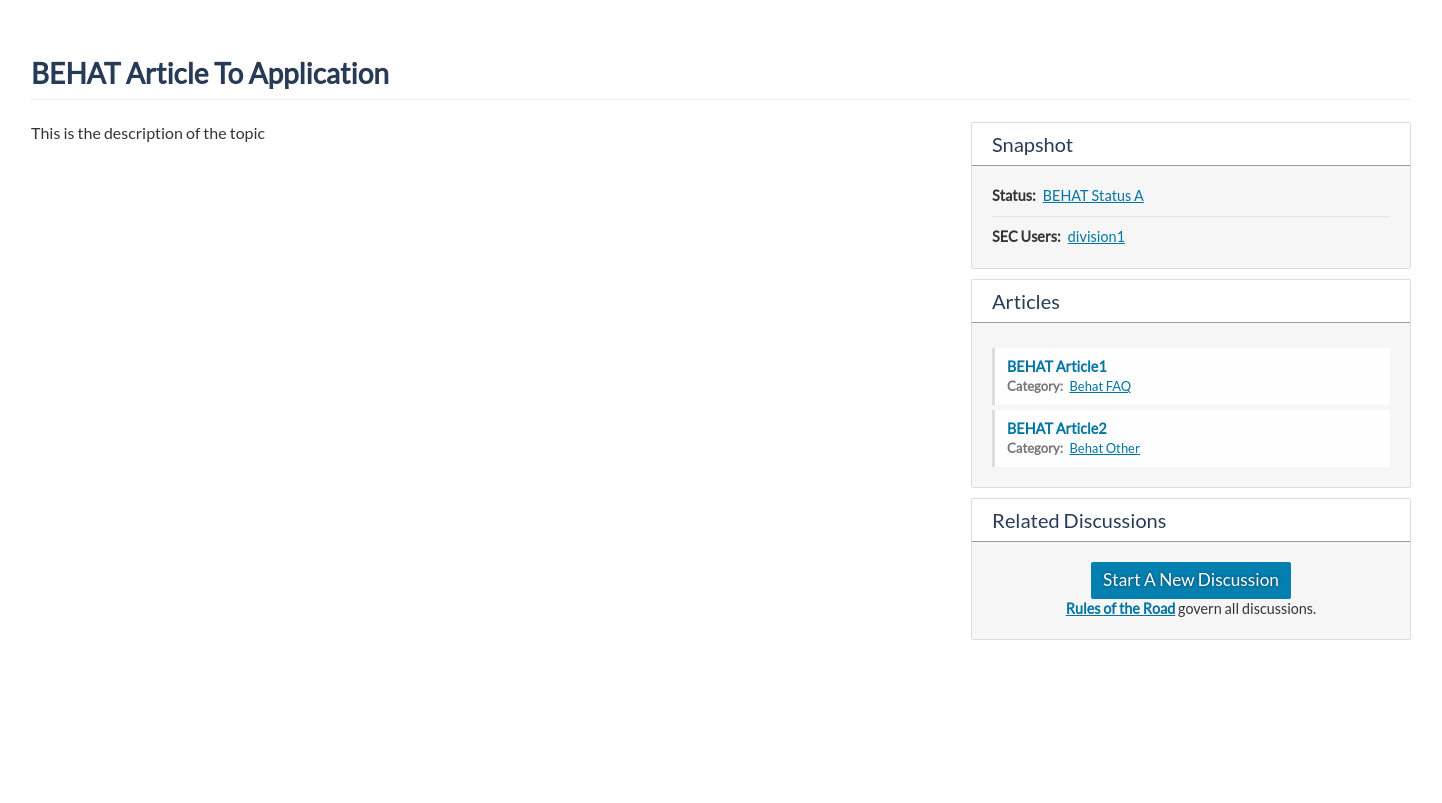 BEHAT Article To Application
This is the description of the topic
Snapshot
Status: BEHAT Status A
SEC Users: division1
Articles
BEHAT Article1
Category: Behat FAQ
BEHAT Article2
Category: Behat Other
Related Discussions
Start A New Discussion
Rules of the Road govern all discussions.